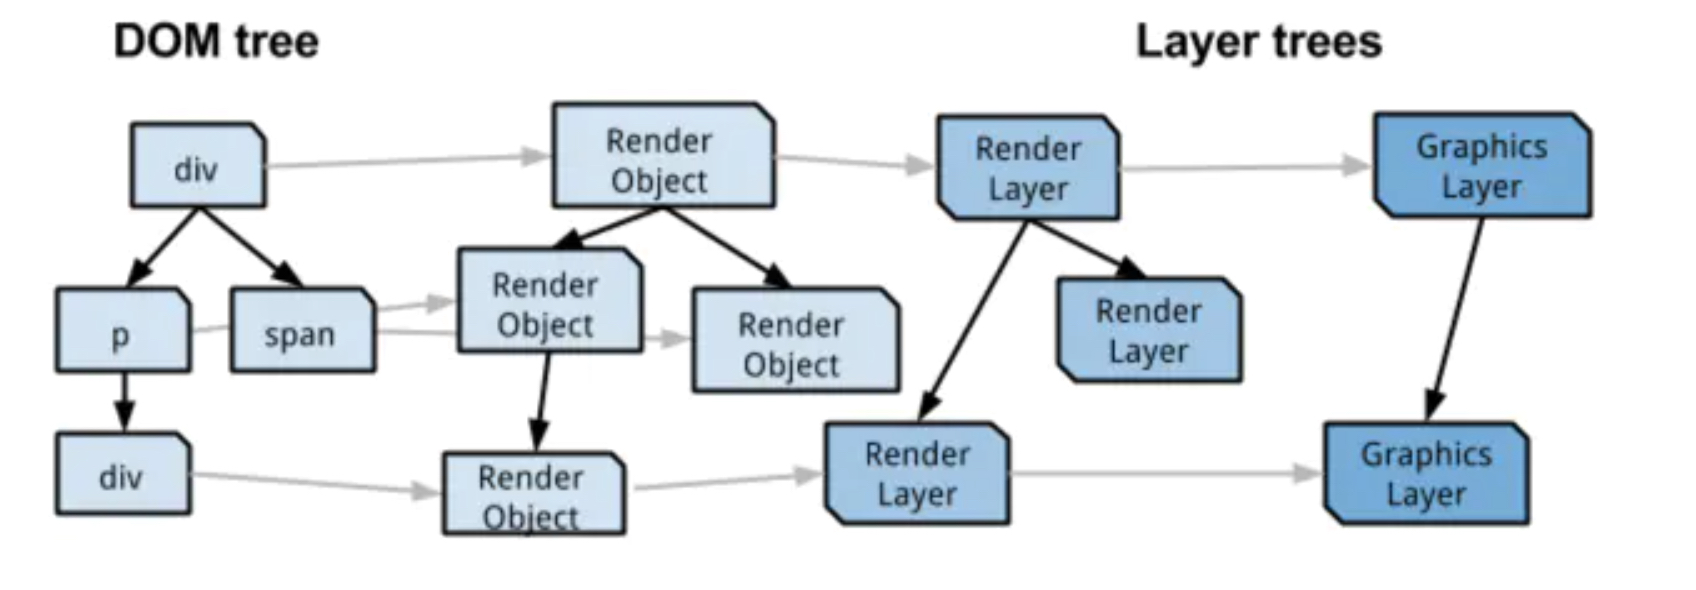 DOM tree
Layer trees
div
Render
Object
Render
Layer
Graphics
Layer
p
span
Render
Object
Render
Object
Render
Layer
div
Render
Object
Render
Layer
Graphics
Layer